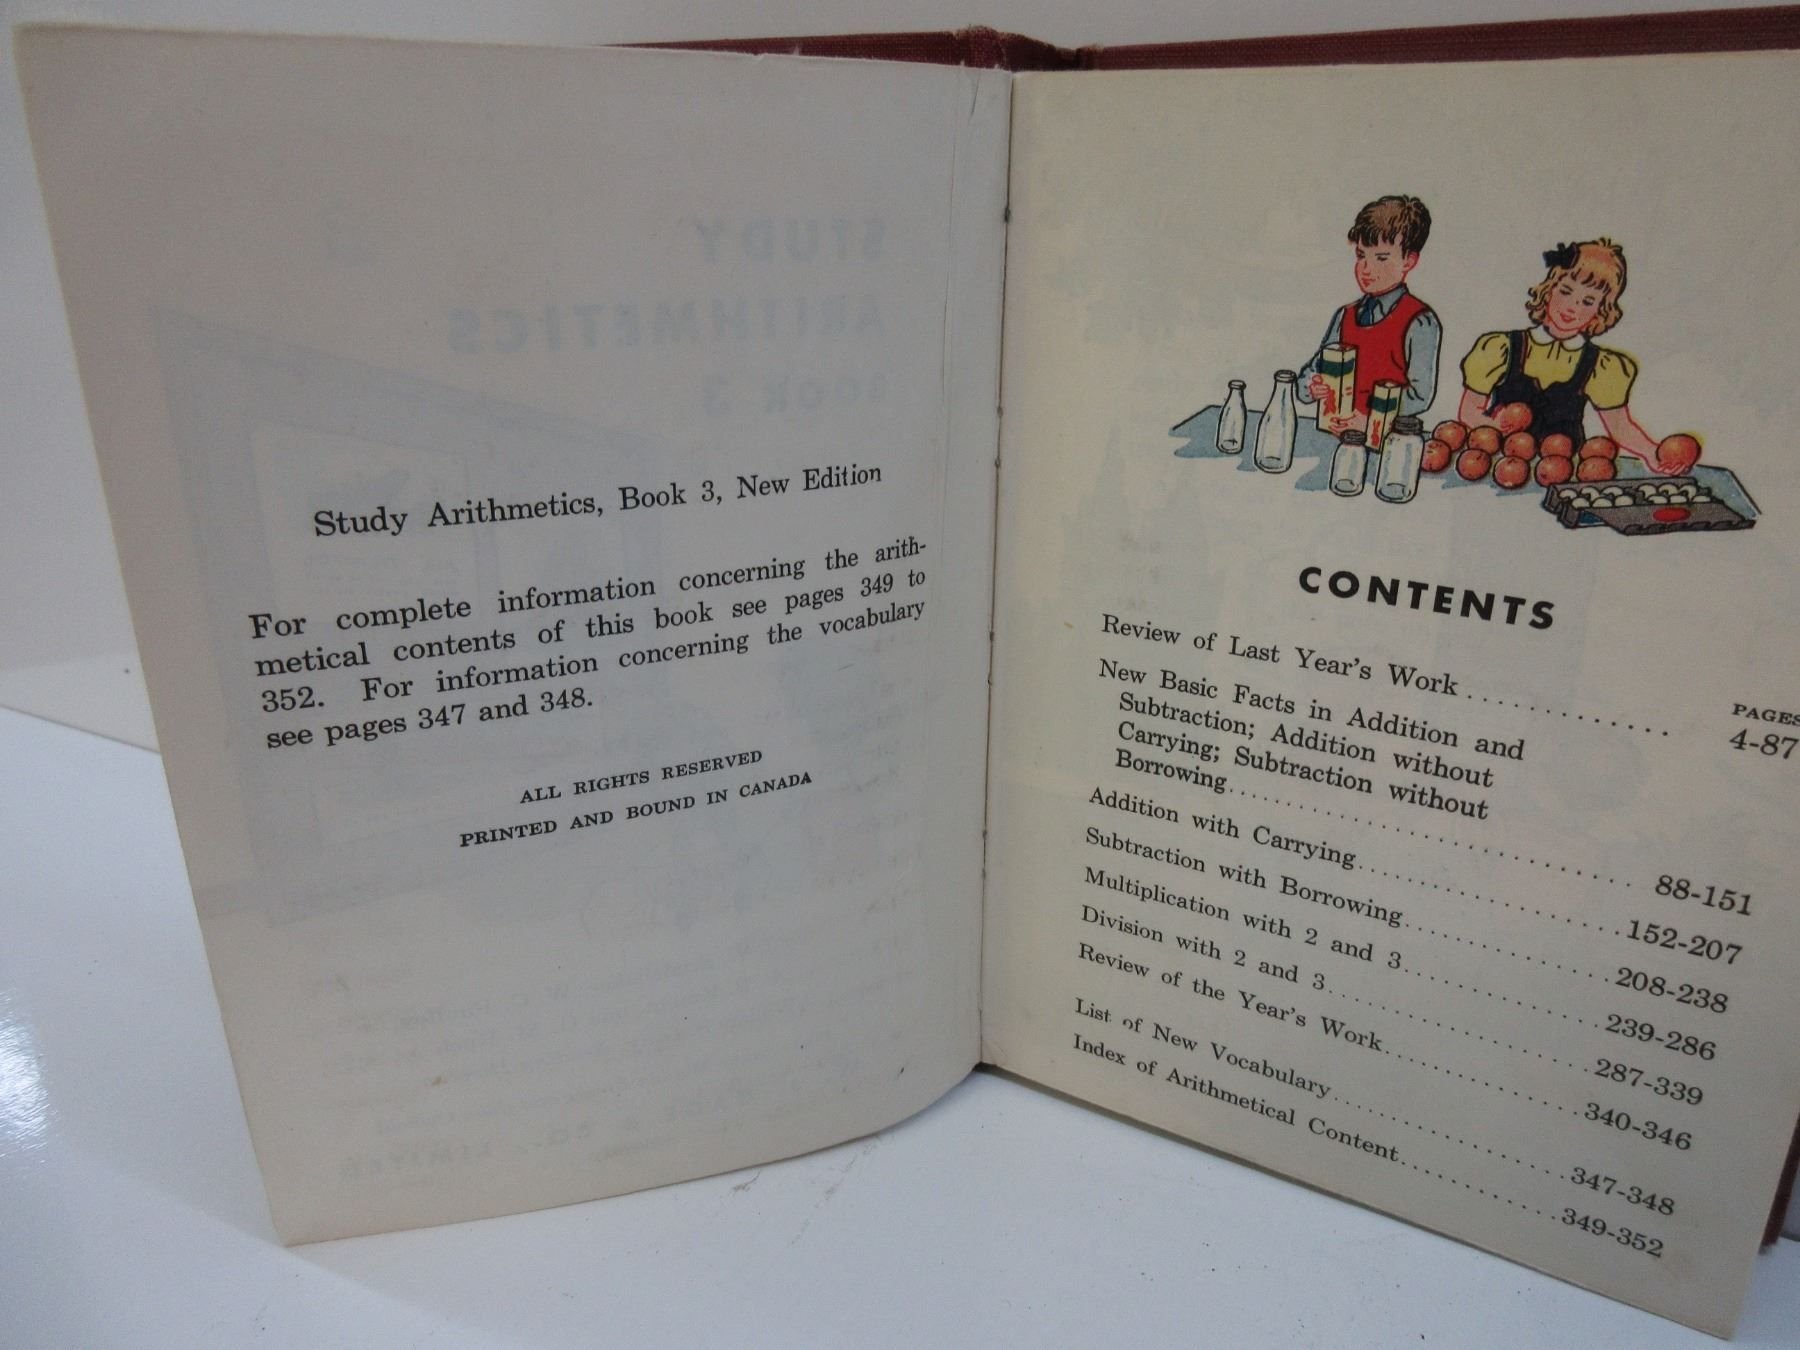 Study Arithmetics, Book 3, New Edition
For complete information concerning the arith-
metical contents of this book see pages 349 to
352. For information concerning the vocabulary
see pages 347 and 348.
ALL RIGHTS RESERVED
PRINTED AND BOUND IN CANADA
CONTENTS
PAGES
Review of Last Year's Work . . . . . . . . . . . . 4-87
New Basic Facts in Addition and
Subtraction; Addition without
Carrying; Subtraction without
Borrowing . . . . . . . . . . . . . . . . . . . . . . . . 88-151
Addition with Carrying . . . . . . . . . . . . . . . . 152-207
Subtraction with Borrowing . . . . . . . . . . . . . 208-238
Multiplication with 2 and 3 . . . . . . . . . . . . . 239-286
Division with 2 and 3 . . . . . . . . . . . . . . . . . 287-339
Review of the Year's Work . . . . . . . . . . . . . 340-346
List of New Vocabulary . . . . . . . . . . . . . . . . 347-348
Index of Arithmetical Content . . . . . . . . . . . 349-352